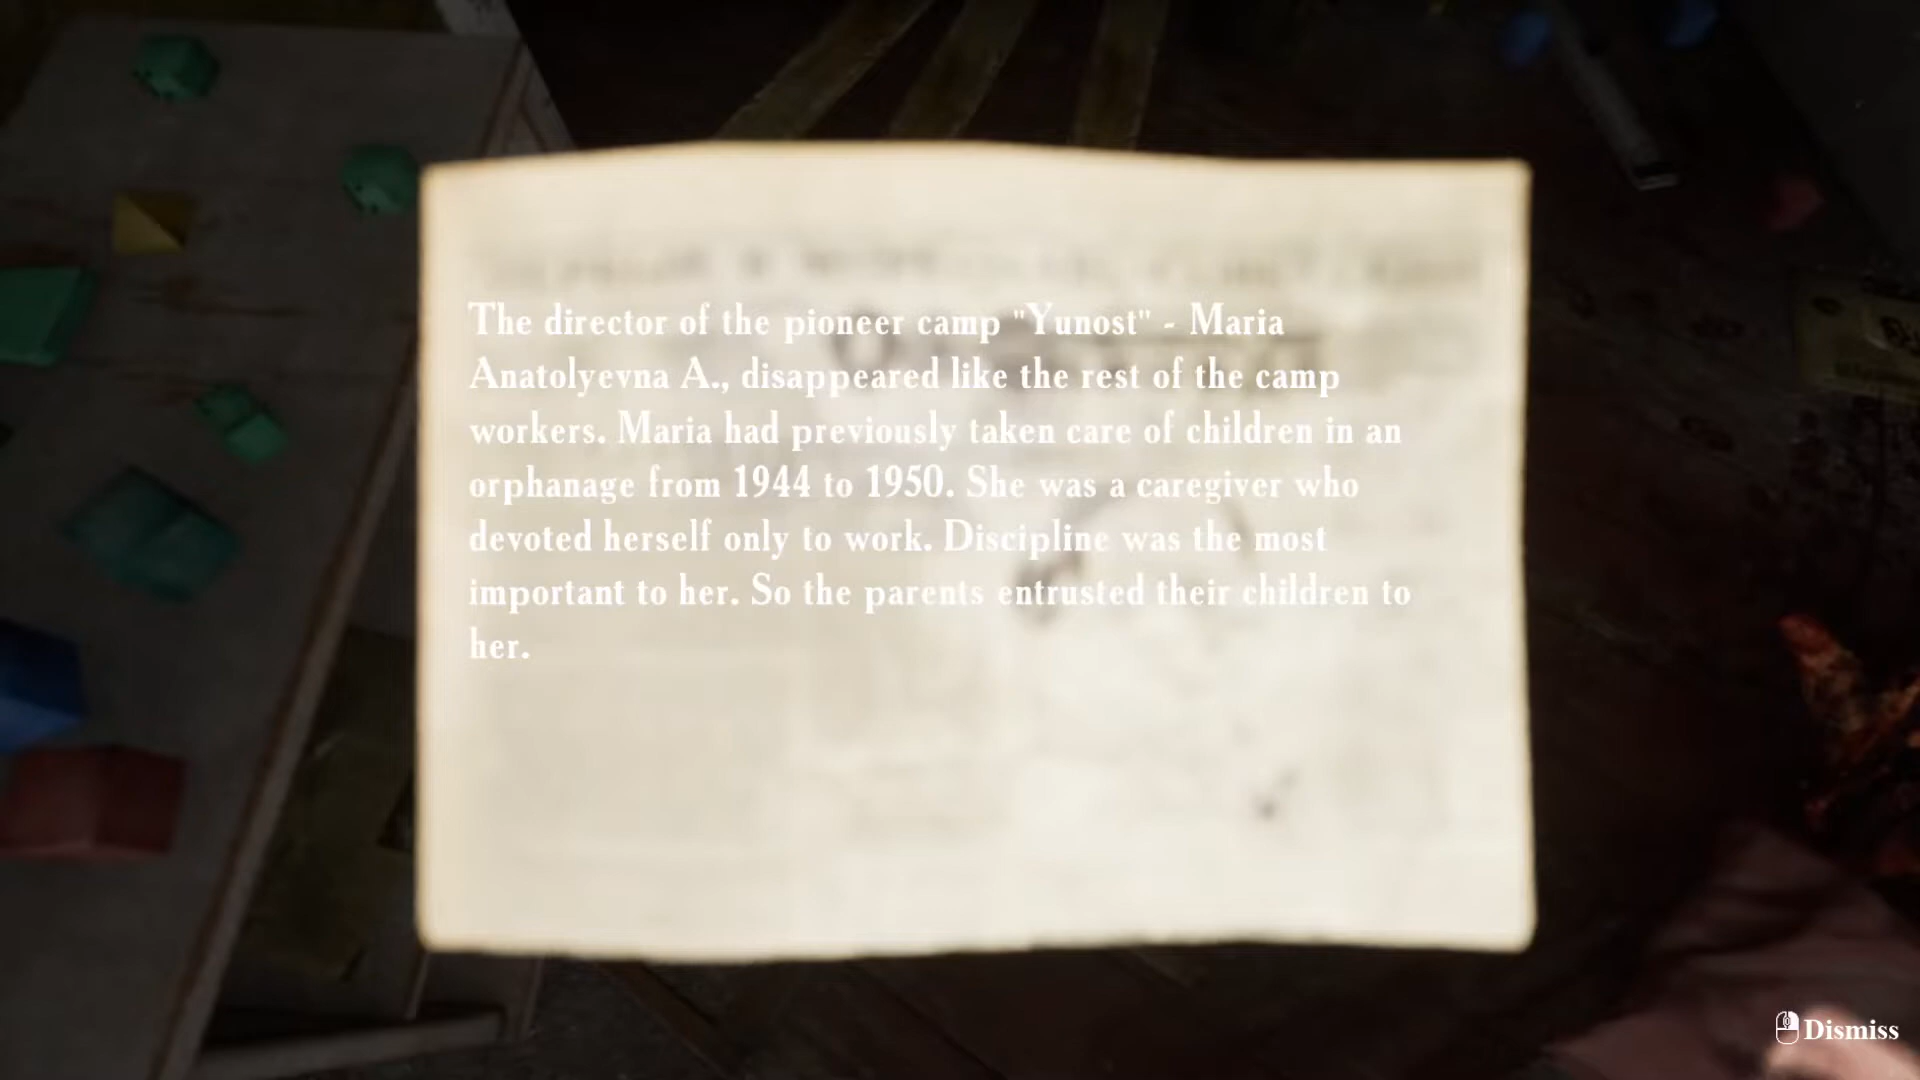 The director of the pioneer camp "Yunost" - Maria
Anatolyevna A., disappeared like the rest of the camp
workers. Maria had previously taken care of children in an
orphanage from 1944 to 1950. She was a caregiver who
devoted herself only to work. Discipline was the most
important to her. So the parents entrusted their children to
her.
Dismiss